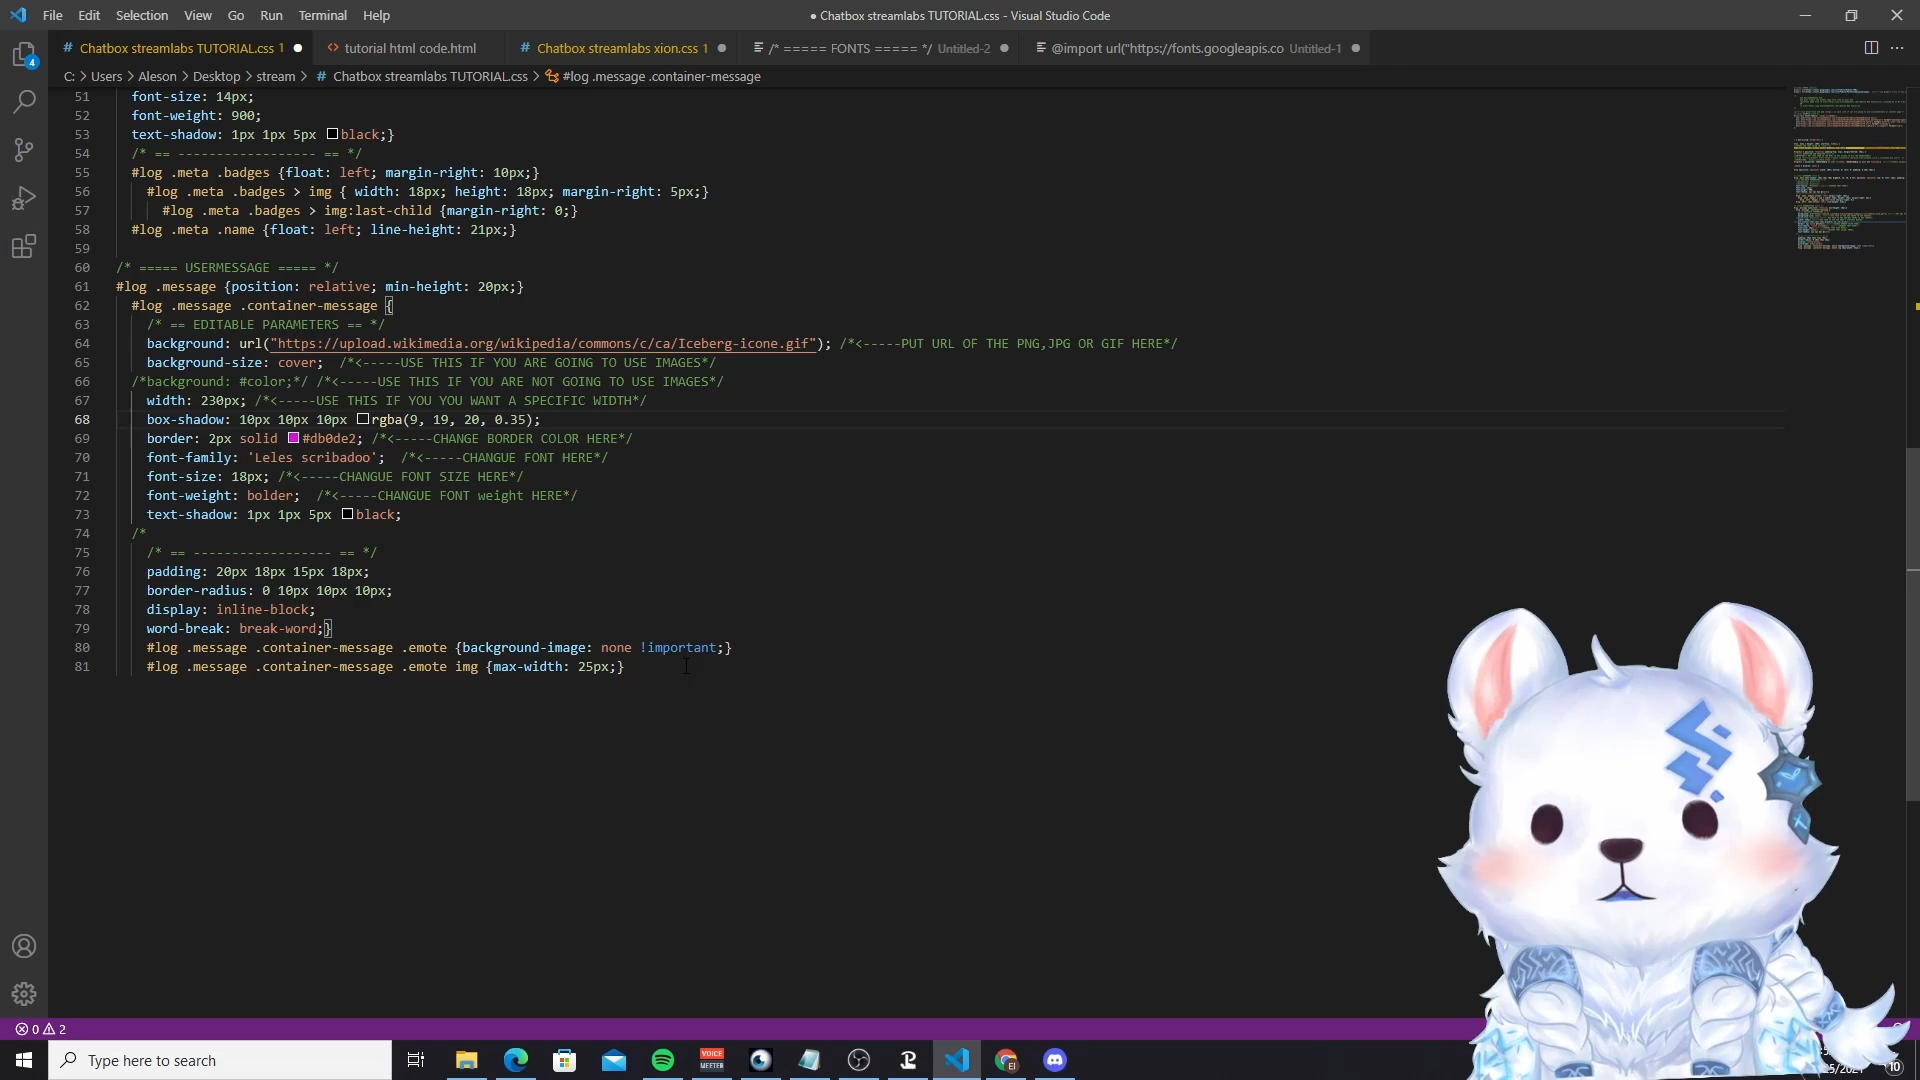 File Edit Selection View Go Run Terminal Help
● Chatbox streamlabs TUTORIAL.css - Visual Studio Code
# Chatbox streamlabs TUTORIAL.css 1 ●
<> tutorial html code.html
# Chatbox streamlabs xion.css 1 ●
/* ===== FONTS ===== */ Untitled-2 ●
@import url("https://fonts.googleapis.co Untitled-1 ●
C: > Users > Aleson > Desktop > stream > # Chatbox streamlabs TUTORIAL.css > #log .message .container-message
4
51 font-size: 14px;
52 font-weight: 900;
53 text-shadow: 1px 1px 5px black;}
54 /* == ------------------ == */
55 #log .meta .badges {float: left; margin-right: 10px;}
56 #log .meta .badges > img { width: 18px; height: 18px; margin-right: 5px;}
57 #log .meta .badges > img:last-child {margin-right: 0;}
58 #log .meta .name {float: left; line-height: 21px;}
59
60 /* ===== USERMESSAGE ===== */
61 #log .message {position: relative; min-height: 20px;}
62 #log .message .container-message {
63 /* == EDITABLE PARAMETERS == */
64 background: url("https://upload.wikimedia.org/wikipedia/commons/c/ca/Iceberg-icone.gif"); /*<-----PUT URL OF THE PNG,JPG OR GIF HERE*/
65 background-size: cover; /*<-----USE THIS IF YOU ARE GOING TO USE IMAGES*/
66 /*background: #color;*/ /*<-----USE THIS IF YOU ARE NOT GOING TO USE IMAGES*/
67 width: 230px; /*<-----USE THIS IF YOU YOU WANT A SPECIFIC WIDTH*/
68 box-shadow: 10px 10px 10px rgba(9, 19, 20, 0.35);
69 border: 2px solid #db0de2; /*<-----CHANGE BORDER COLOR HERE*/
70 font-family: 'Leles scribadoo'; /*<-----CHANGUE FONT HERE*/
71 font-size: 18px; /*<-----CHANGUE FONT SIZE HERE*/
72 font-weight: bolder; /*<-----CHANGUE FONT weight HERE*/
73 text-shadow: 1px 1px 5px black;
74 /*
75 /* == ------------------ == */
76 padding: 20px 18px 15px 18px;
77 border-radius: 0 10px 10px 10px;
78 display: inline-block;
79 word-break: break-word;}
80 #log .message .container-message .emote {background-image: none !important;}
81 #log .message .container-message .emote img {max-width: 25px;}
0 2
Type here to search
VOICE MEETER
EI
10